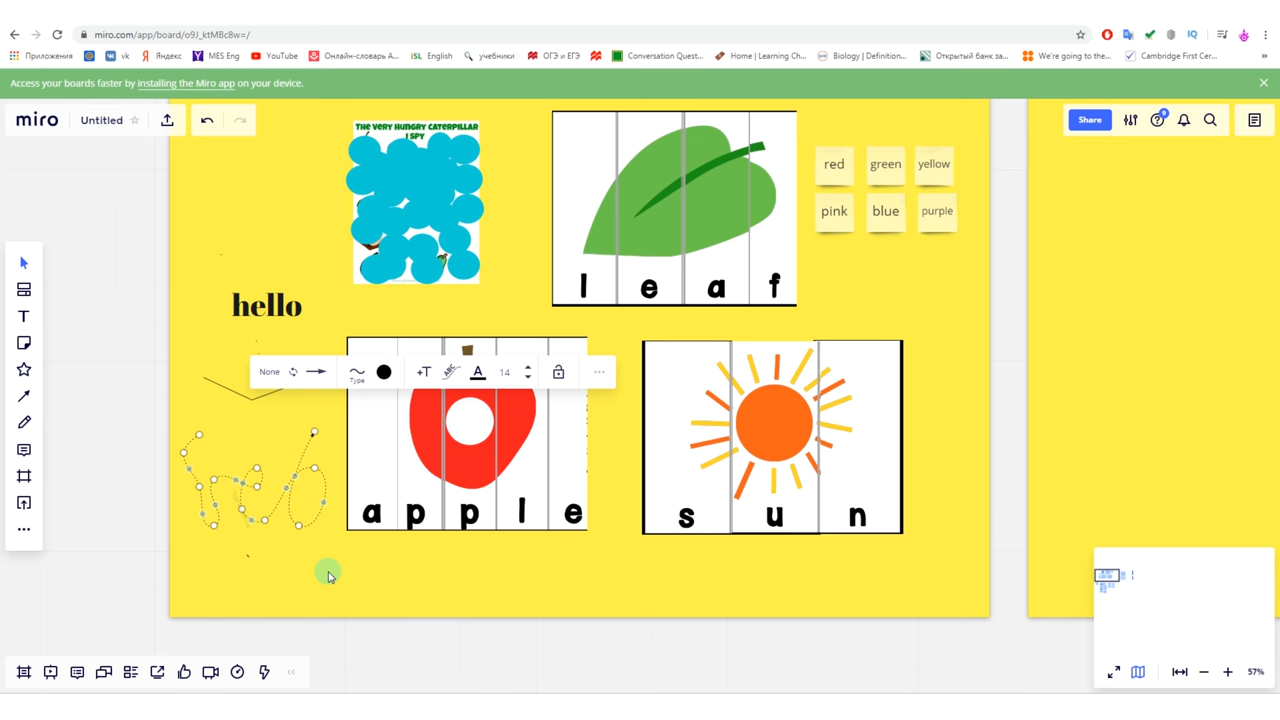 miro.com/app/board/o9J_ktMBc8w=/
Приложения vk Яндекс MES Eng YouTube Онлайн-словарь А... English учебники ОГЭ и ЕГЭ Conversation Quest... Home | Learning Ch... Biology | Definition... Открытый банк за... We're going to the... Cambridge First Cer... »
Access your boards faster by installing the Miro app on your device.
miro Untitled Share
THE VERY HUNGRY CATERPILLAR
I SPY
red green yellow
pink blue purple
l e a f
hello
None Type +T ABC A 14
a p p l e
s u n
57%